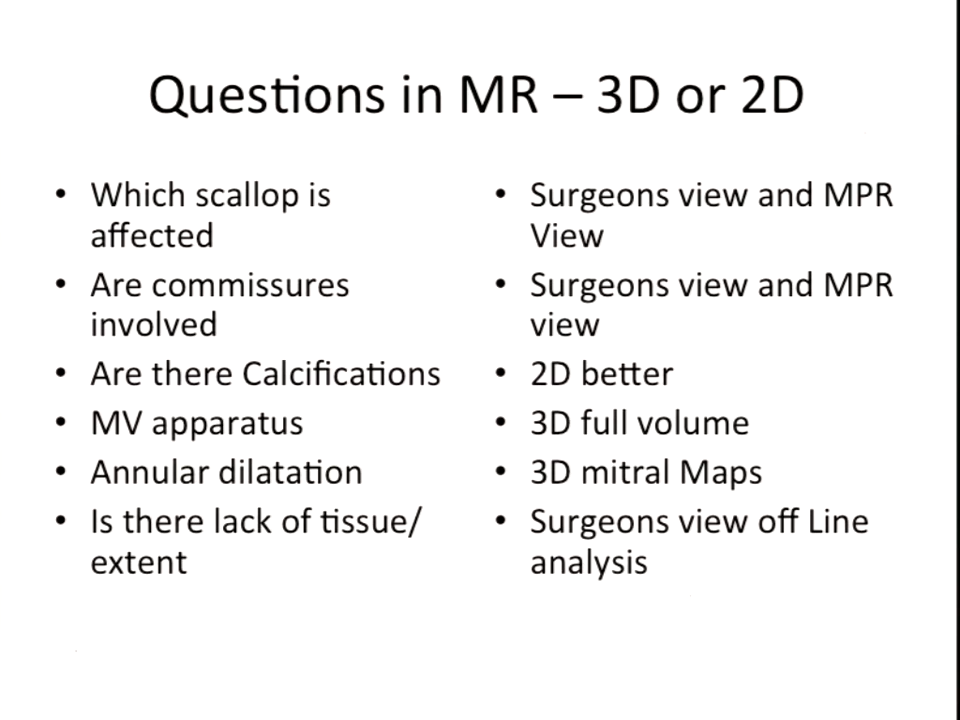 Questions in MR – 3D or 2D
• Which scallop is
affected
• Are commissures
involved
• Are there Calcifications
• MV apparatus
• Annular dilatation
• Is there lack of tissue/
extent
• Surgeons view and MPR
View
• Surgeons view and MPR
view
• 2D better
• 3D full volume
• 3D mitral Maps
• Surgeons view off Line
analysis